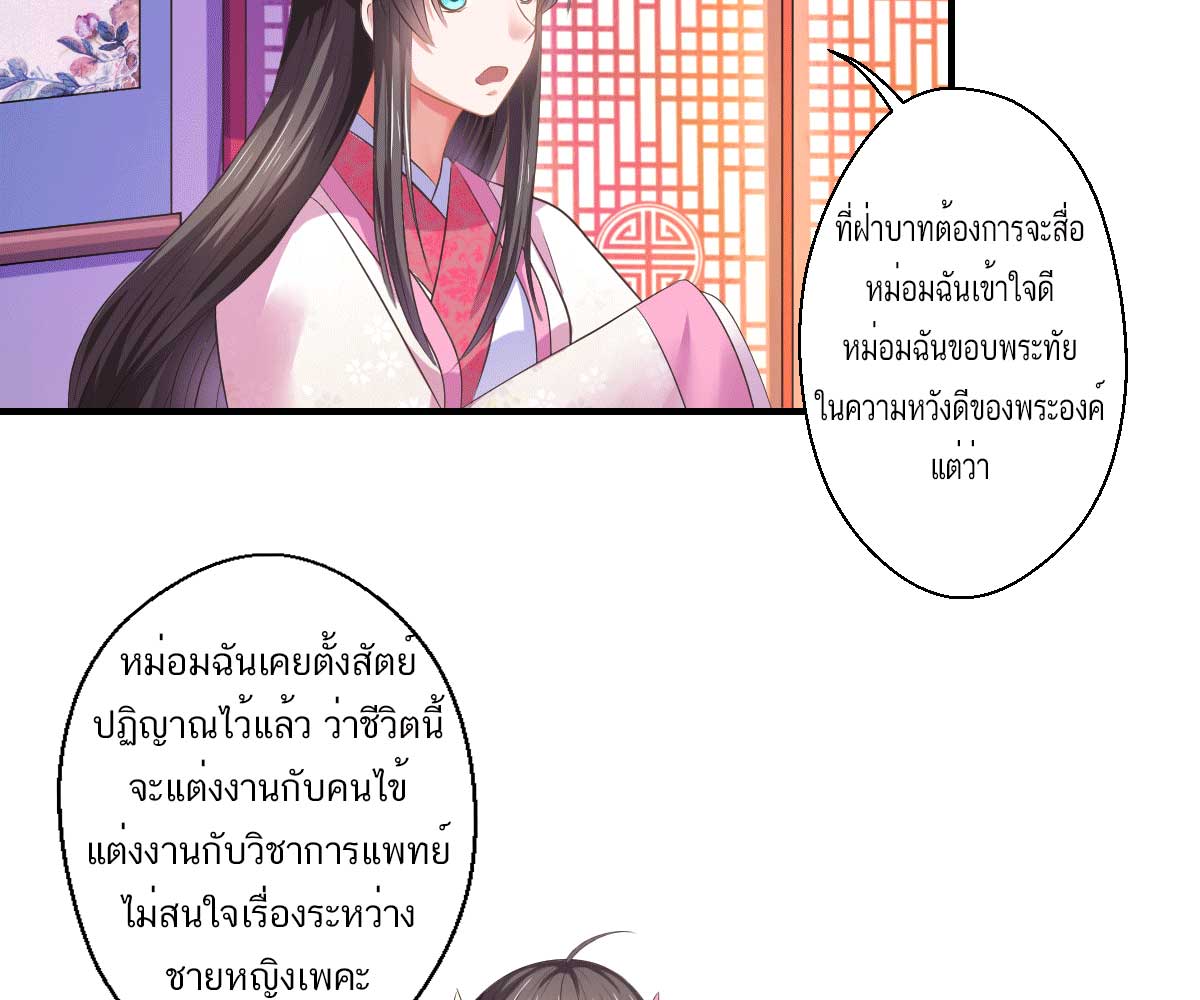 ที่ฝ่าบาทต้องการจะสื่อ
หม่อมฉันเข้าใจดี
หม่อมฉันขอบพระทัย
ในความหวังดีของพระองค์
แต่ว่า
หม่อมฉันเคยตั้งสัตย์
ปฏิญาณไว้แล้ว ว่าชีวิตนี้
จะแต่งงานกับคนไข้
แต่งงานกับวิชาการแพทย์
ไม่สนใจเรื่องระหว่าง
ชายหญิงเพคะ